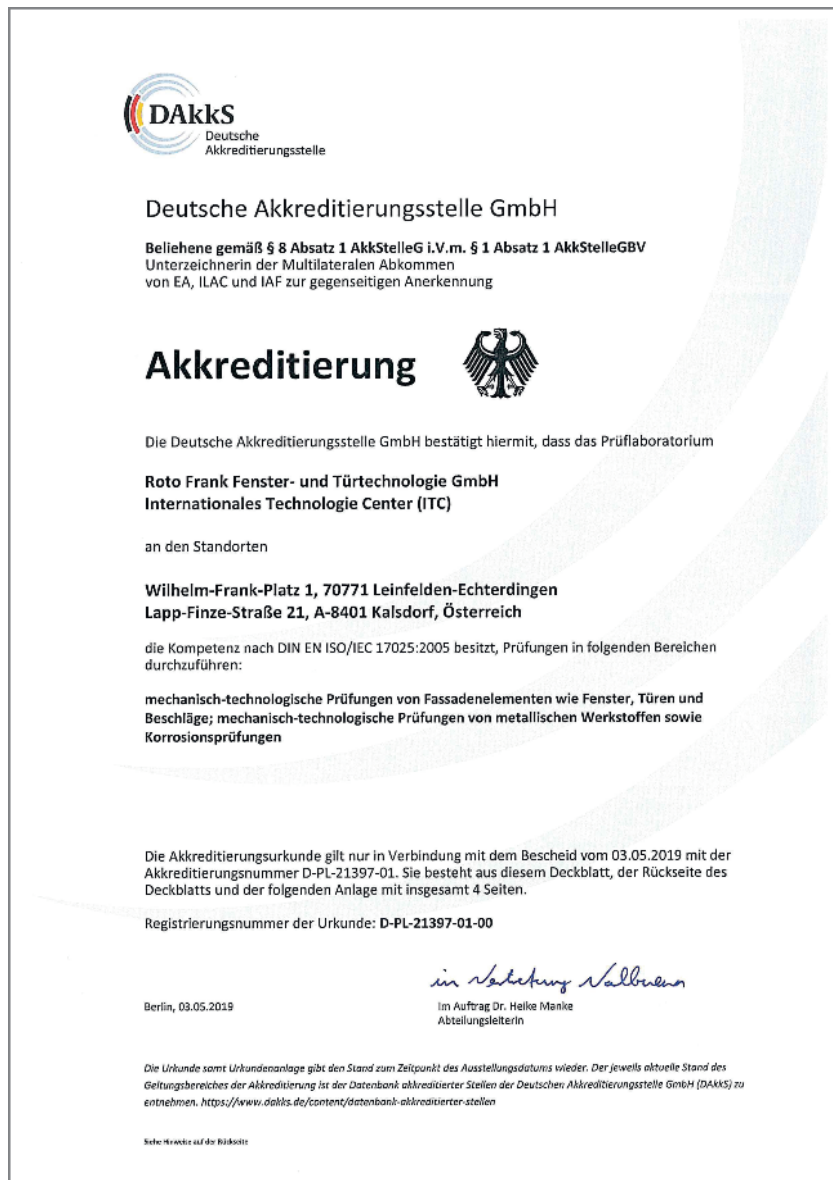 DAkkS
Deutsche
Akkreditierungsstelle
Deutsche Akkreditierungsstelle GmbH
Beliehene gemäß § 8 Absatz 1 AkkStelleG i.V.m. § 1 Absatz 1 AkkStelleGBV
Unterzeichnerin der Multilateralen Abkommen
von EA, ILAC und IAF zur gegenseitigen Anerkennung
Akkreditierung
Die Deutsche Akkreditierungsstelle GmbH bestätigt hiermit, dass das Prüflaboratorium
Roto Frank Fenster- und Türtechnologie GmbH
Internationales Technologie Center (ITC)
an den Standorten
Wilhelm-Frank-Platz 1, 70771 Leinfelden-Echterdingen
Lapp-Finze-Straße 21, A-8401 Kalsdorf, Österreich
die Kompetenz nach DIN EN ISO/IEC 17025:2005 besitzt, Prüfungen in folgenden Bereichen
durchzuführen:
mechanisch-technologische Prüfungen von Fassadenelementen wie Fenster, Türen und
Beschläge; mechanisch-technologische Prüfungen von metallischen Werkstoffen sowie
Korrosionsprüfungen
Die Akkreditierungsurkunde gilt nur in Verbindung mit dem Bescheid vom 03.05.2019 mit der
Akkreditierungsnummer D-PL-21397-01. Sie besteht aus diesem Deckblatt, der Rückseite des
Deckblatts und der folgenden Anlage mit insgesamt 4 Seiten.
Registrierungsnummer der Urkunde: D-PL-21397-01-00
in Vertretung
Berlin, 03.05.2019
Im Auftrag Dr. Heike Manke
Abteilungsleiterin
Die Urkunde samt Urkundenanlage gibt den Stand zum Zeitpunkt des Ausstellungsdatums wieder. Der jeweils aktuelle Stand des
Geltungsbereiches der Akkreditierung ist der Datenbank akkreditierter Stellen der Deutschen Akkreditierungsstelle GmbH (DAkkS) zu
entnehmen. https://www.dakks.de/content/datenbank-akkreditierter-stellen
Siehe Hinweise auf der Rückseite